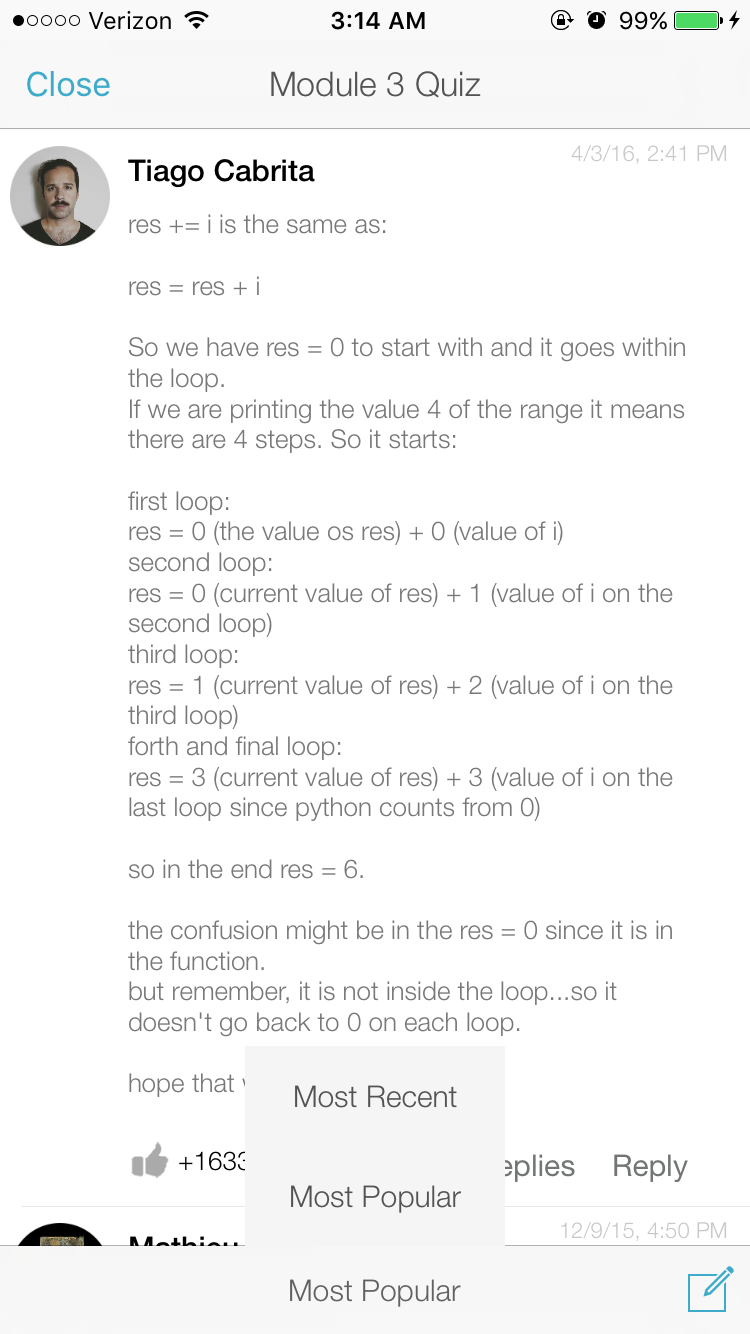 Verizon 3:14 AM 99%
Close Module 3 Quiz
4/3/16, 2:41 PM
Tiago Cabrita
res += i is the same as:
res = res + i
So we have res = 0 to start with and it goes within
the loop.
If we are printing the value 4 of the range it means
there are 4 steps. So it starts:
first loop:
res = 0 (the value os res) + 0 (value of i)
second loop:
res = 0 (current value of res) + 1 (value of i on the
second loop)
third loop:
res = 1 (current value of res) + 2 (value of i on the
third loop)
forth and final loop:
res = 3 (current value of res) + 3 (value of i on the
last loop since python counts from 0)
so in the end res = 6.
the confusion might be in the res = 0 since it is in
the function.
but remember, it is not inside the loop...so it
doesn't go back to 0 on each loop.
hope that
Most Recent
+1633 eplies Reply
Most Popular
12/9/15, 4:50 PM
Mathieu
Most Popular